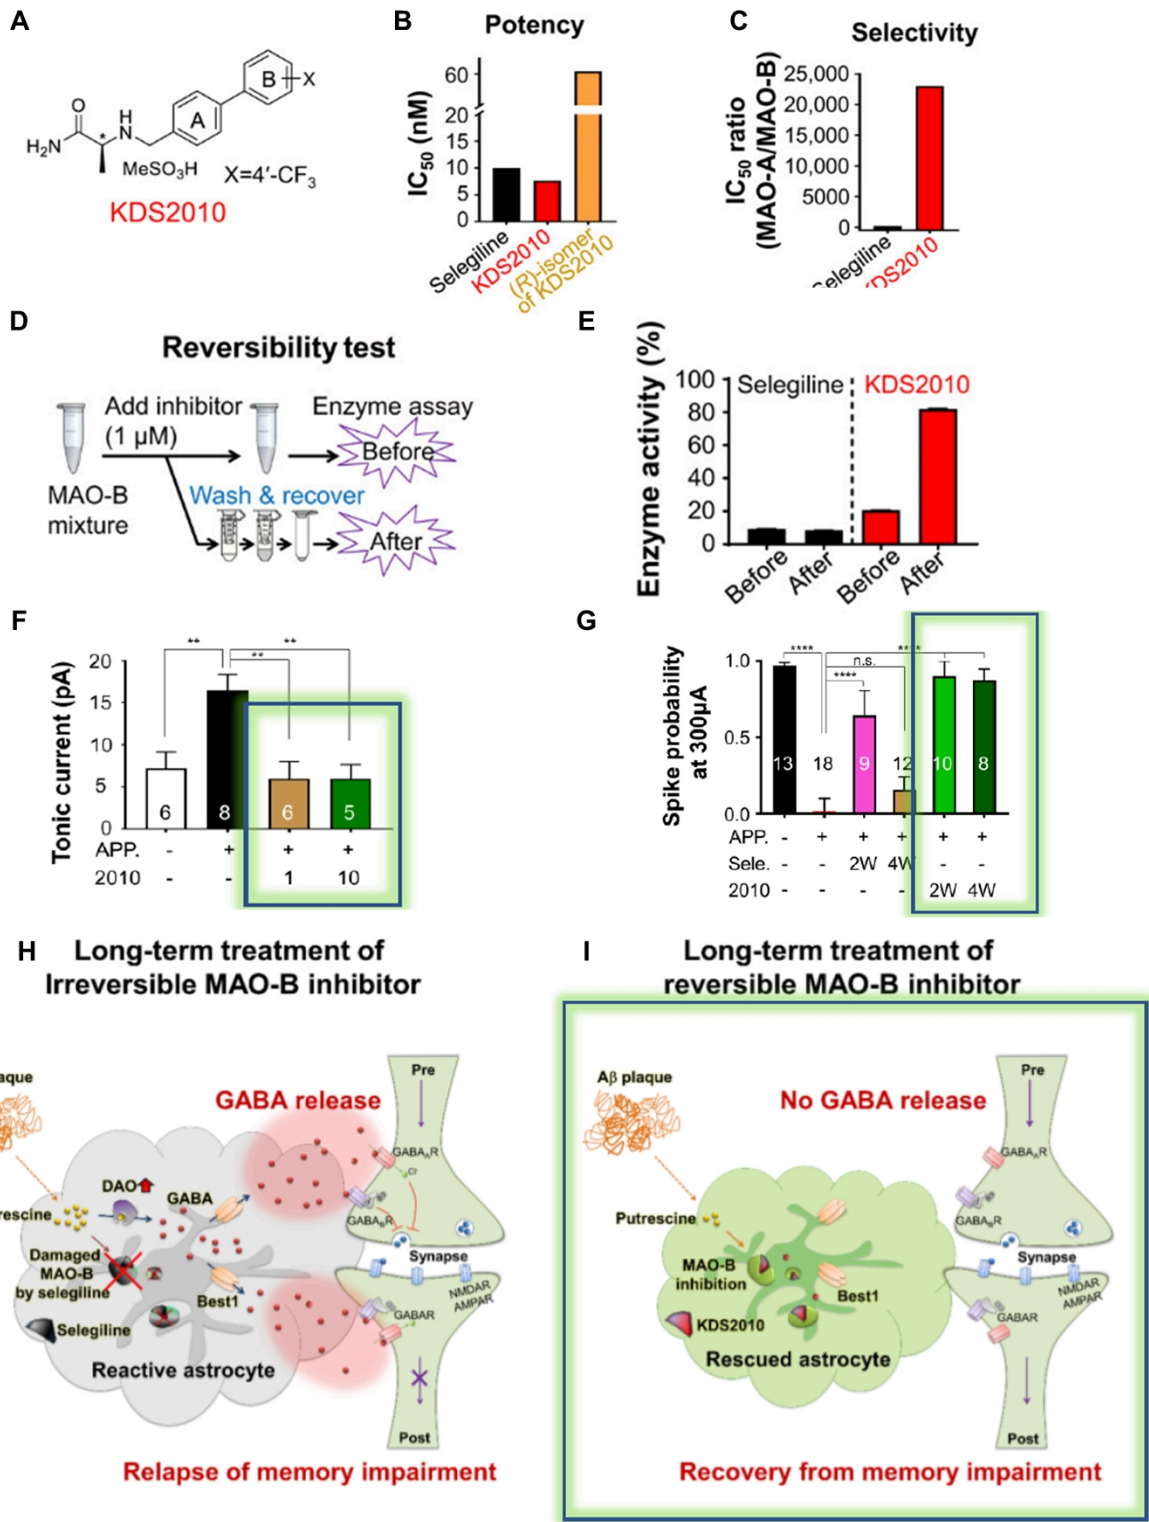 A
B
Potency
C
Selectivity
O
H
N
H₂N
*
MeSO₃H
A
B
X
X=4′-CF₃
KDS2010
IC₅₀ (nM)
60
20
20
15
10
5
0
Selegiline
KDS2010
(R)-isomer
of KDS2010
IC₅₀ ratio
(MAO-A/MAO-B)
25,000
20,000
15,000
10,000
5000
0
Selegiline
KDS2010
D
Reversibility test
Add inhibitor
(1 µM)
Enzyme assay
Before
MAO-B
mixture
Wash & recover
After
E
Enzyme activity (%)
100
80
60
40
20
0
Selegiline
KDS2010
Before
After
Before
After
F
Tonic current (pA)
20
15
10
5
0
**
**
**
6
8
6
5
APP. - + + +
2010 - - 1 10
G
Spike probability
at 300µA
1.0
0.5
0.0
****
****
n.s.
****
13
18
9
12
10
8
APP. - + + + + +
Sele. - - 2W 4W - -
2010 - - - - 2W 4W
H
Long-term treatment of
Irreversible MAO-B inhibitor
aque
GABA release
Pre
GABAₐR
Cl⁻
DAO
GABA
rescine
GABA_BR
Damaged
MAO-B
by selegiline
Synapse
Best1
NMDAR
AMPAR
GABAR
Selegiline
Reactive astrocyte
Post
Relapse of memory impairment
I
Long-term treatment of
reversible MAO-B inhibitor
Aβ plaque
No GABA release
Pre
GABAₐR
Putrescine
GABA_BR
MAO-B
inhibition
Synapse
Best1
NMDAR
AMPAR
KDS2010
GABAR
Rescued astrocyte
Post
Recovery from memory impairment